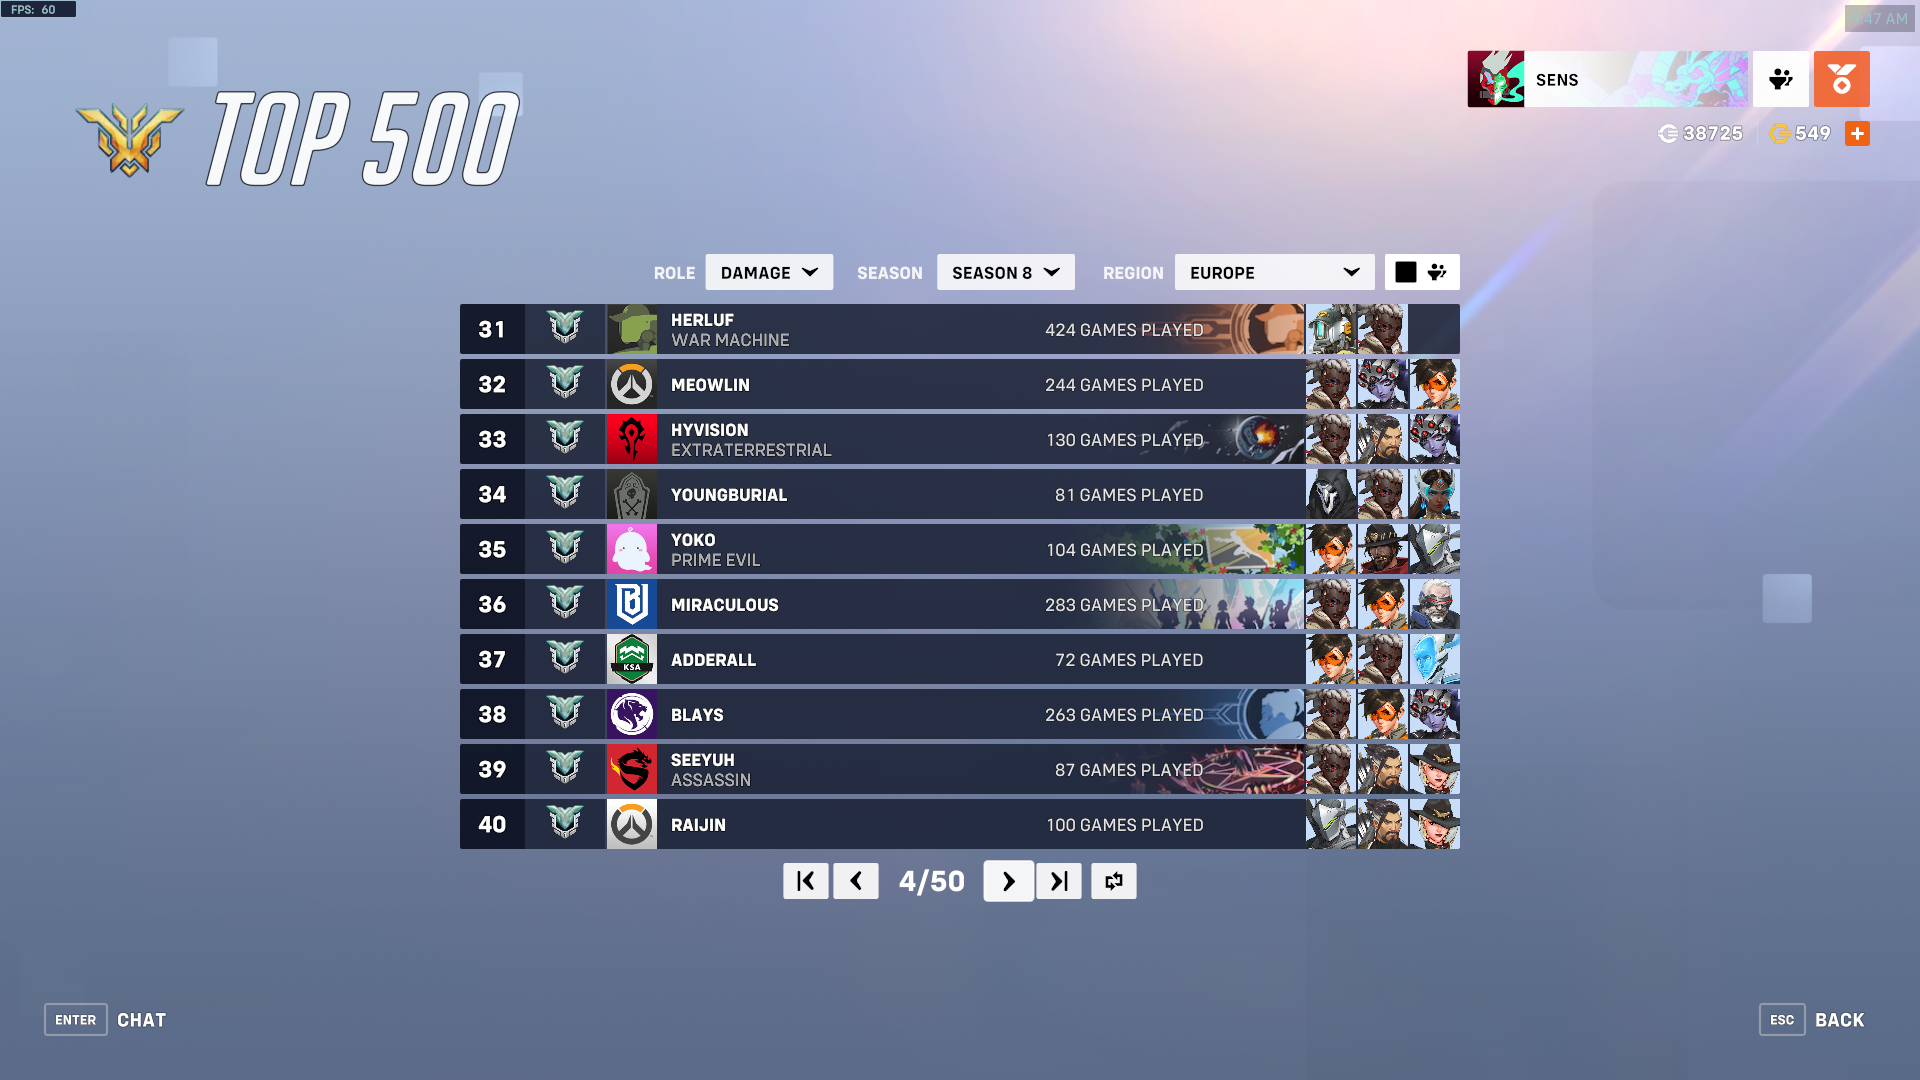 FPS: 60
47 AM
TOP 500
SENS
38725
549
ROLE DAMAGE SEASON SEASON 8 REGION EUROPE
31 HERLUF 424 GAMES PLAYED
WAR MACHINE
32 MEOWLIN 244 GAMES PLAYED
33 HYVISION 130 GAMES PLAYED
EXTRATERRESTRIAL
34 YOUNGBURIAL 81 GAMES PLAYED
35 YOKO 104 GAMES PLAYED
PRIME EVIL
36 MIRACULOUS 283 GAMES PLAYED
37 KSA ADDERALL 72 GAMES PLAYED
38 BLAYS 263 GAMES PLAYED
39 SEEYUH 87 GAMES PLAYED
ASSASSIN
40 RAIJIN 100 GAMES PLAYED
4/50
ENTER CHAT
ESC BACK